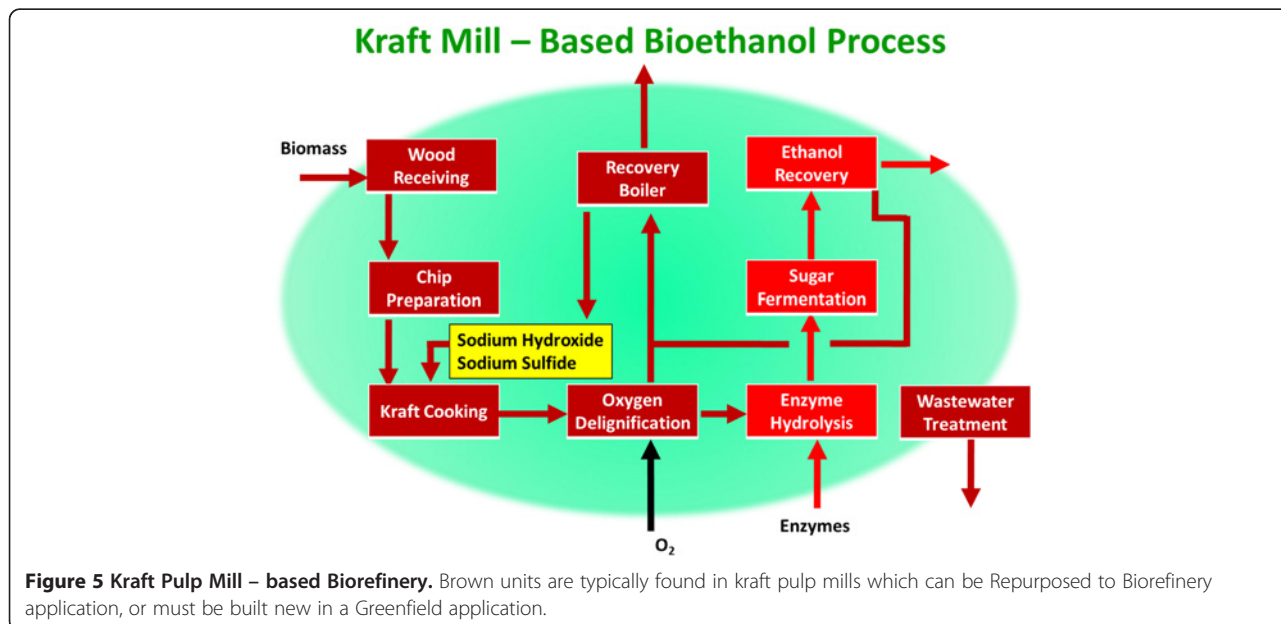 Kraft Mill – Based Bioethanol Process
Biomass
Wood
Receiving
Recovery
Boiler
Ethanol
Recovery
Chip
Preparation
Sugar
Fermentation
Sodium Hydroxide
Sodium Sulfide
Kraft Cooking
Oxygen
Delignification
Enzyme
Hydrolysis
Wastewater
Treatment
O₂
Enzymes
Figure 5 Kraft Pulp Mill – based Biorefinery. Brown units are typically found in kraft pulp mills which can be Repurposed to Biorefinery
application, or must be built new in a Greenfield application.